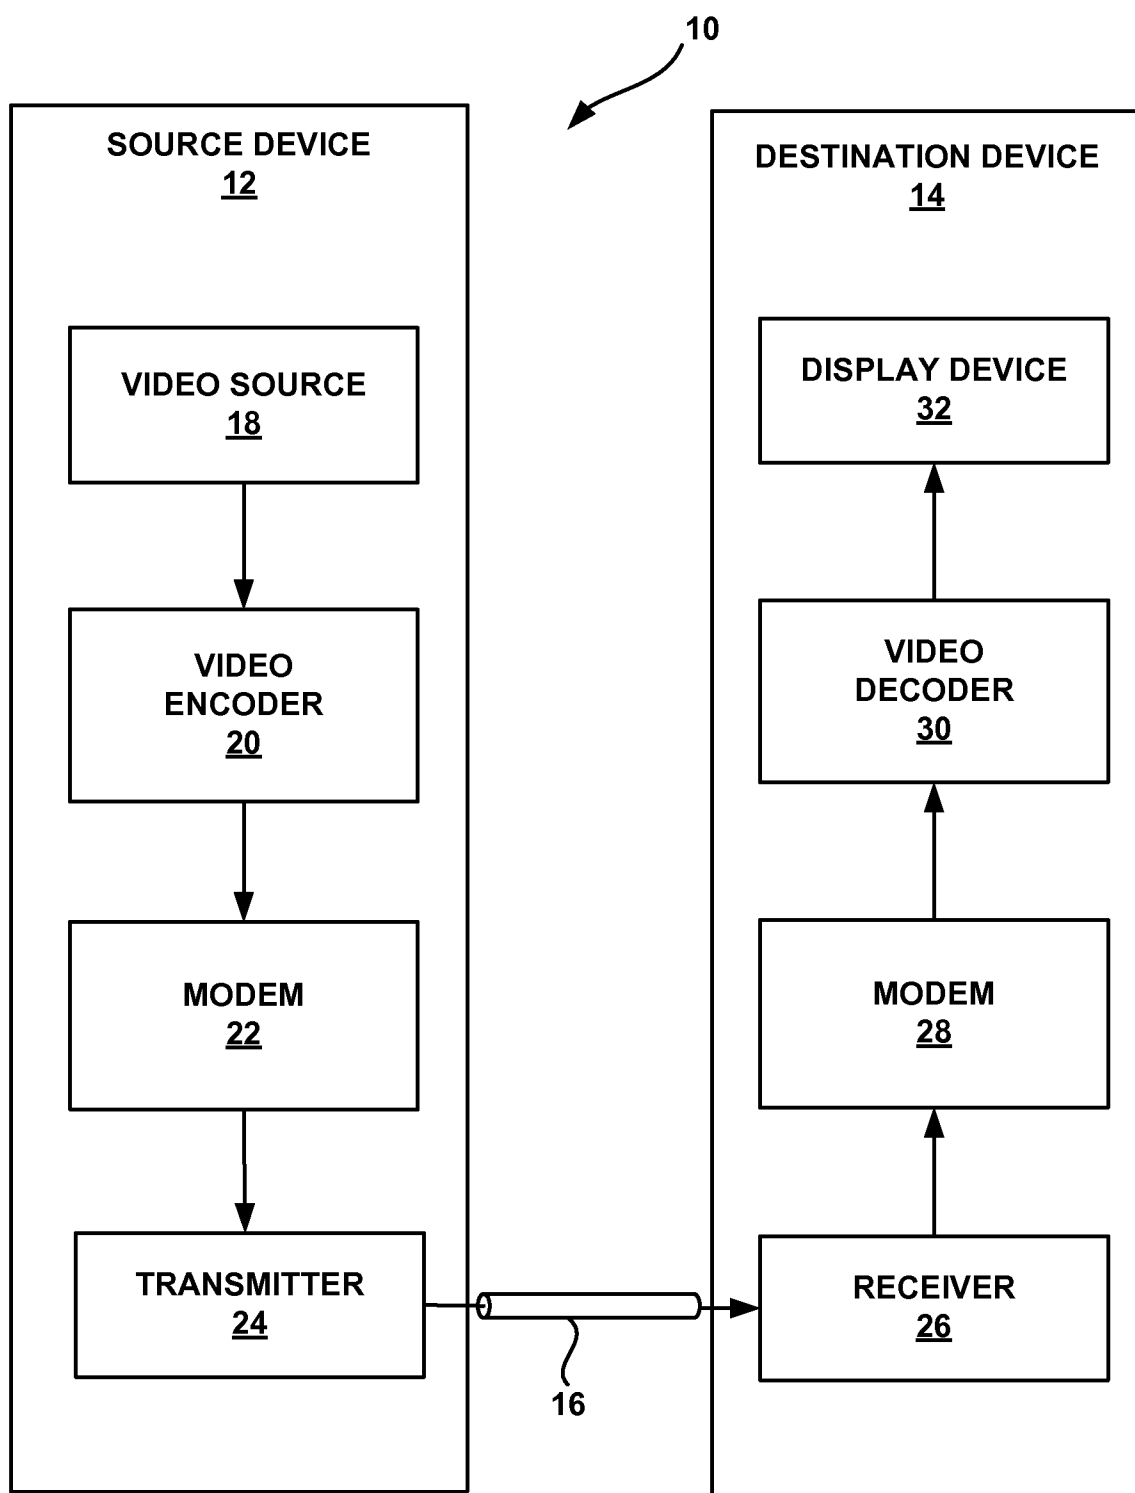 10
SOURCE DEVICE
12
VIDEO SOURCE
18
VIDEO
ENCODER
20
MODEM
22
TRANSMITTER
24
16
DESTINATION DEVICE
14
DISPLAY DEVICE
32
VIDEO
DECODER
30
MODEM
28
RECEIVER
26